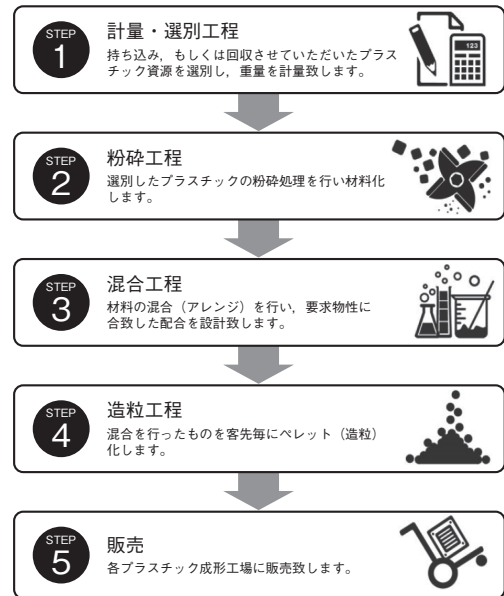 STEP
1
計量・選別工程
持ち込み，もしくは回収させていただいたプラス
チック資源を選別し，重量を計量致します。
123
STEP
2
粉砕工程
選別したプラスチックの粉砕処理を行い材料化
します。
STEP
3
混合工程
材料の混合（アレンジ）を行い，要求物性に
合致した配合を設計致します。
STEP
4
造粒工程
混合を行ったものを客先毎にペレット（造粒）
化します。
STEP
5
販売
各プラスチック成形工場に販売致します。